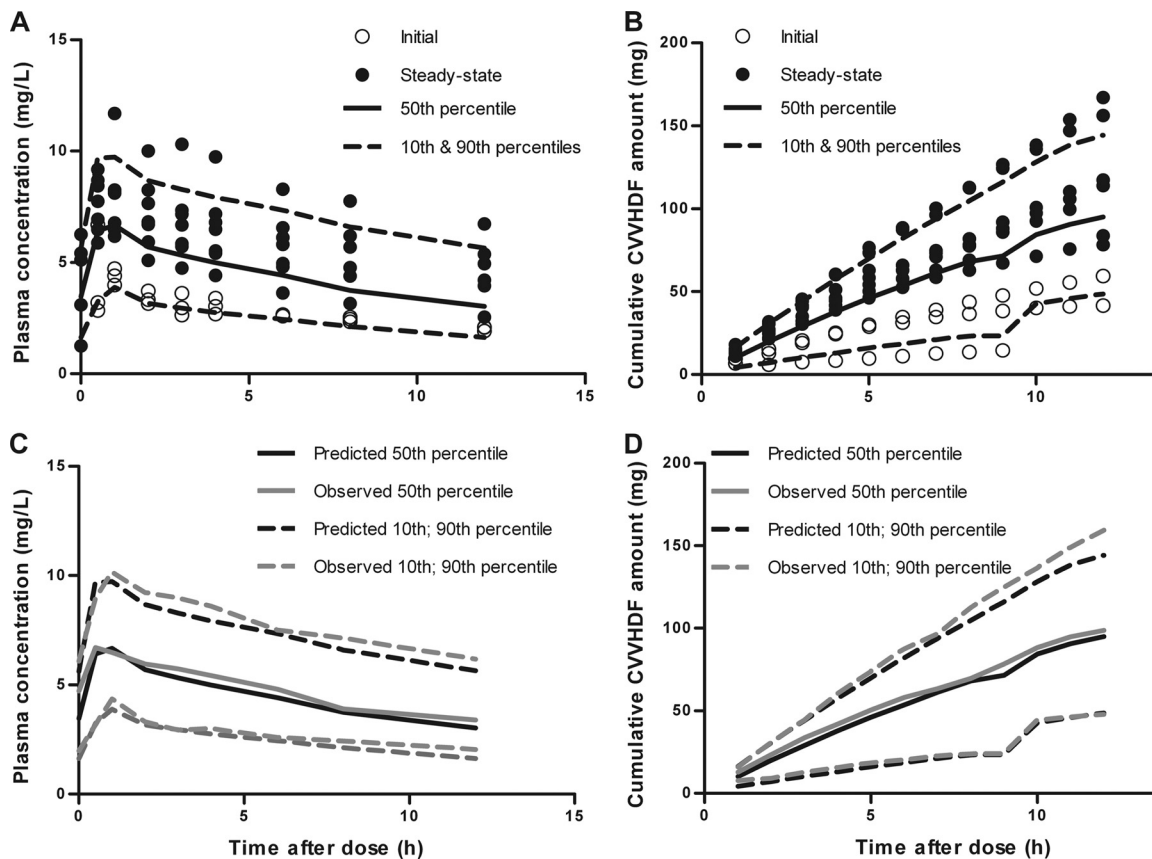 A
Plasma concentration (mg/L)
15
10
5
0
0
5
10
15
Initial
Steady-state
50th percentile
10th & 90th percentiles
B
Cumulative CVVHDF amount (mg)
200
150
100
50
0
0
5
10
Initial
Steady-state
50th percentile
10th & 90th percentiles
C
Plasma concentration (mg/L)
15
10
5
0
0
5
10
15
Time after dose (h)
Predicted 50th percentile
Observed 50th percentile
Predicted 10th; 90th percentile
Observed 10th; 90th percentile
D
Cumulative CVVHDF amount (mg)
200
150
100
50
0
0
5
10
Time after dose (h)
Predicted 50th percentile
Observed 50th percentile
Predicted 10th; 90th percentile
Observed 10th; 90th percentile